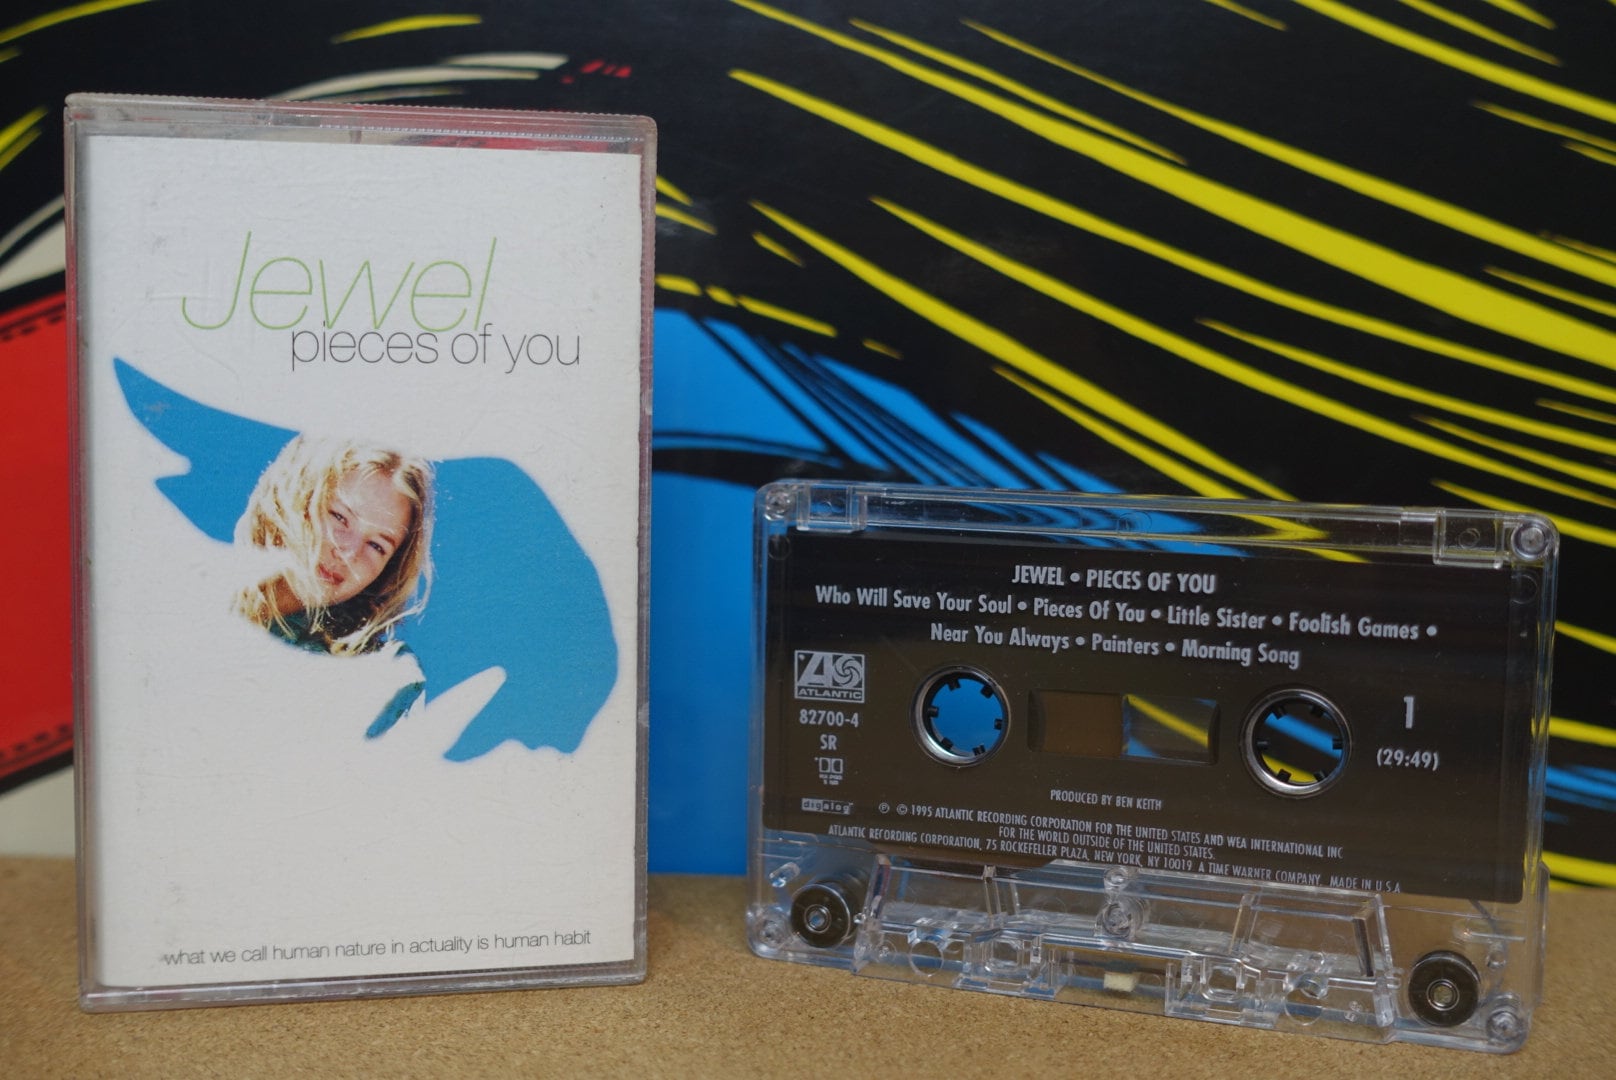 Jewel
pieces of you
what we call human nature in actuality is human habit
JEWEL • PIECES OF YOU
Who Will Save Your Soul • Pieces Of You • Little Sister • Foolish Games •
Near You Always • Painters • Morning Song
ATLANTIC
82700-4
SR
digalog
1
(29:49)
PRODUCED BY BEN KEITH
℗ © 1995 ATLANTIC RECORDING CORPORATION FOR THE UNITED STATES AND WEA INTERNATIONAL INC
FOR THE WORLD OUTSIDE OF THE UNITED STATES.
ATLANTIC RECORDING CORPORATION, 75 ROCKEFELLER PLAZA, NEW YORK, NY 10019 A TIME WARNER COMPANY. MADE IN U.S.A